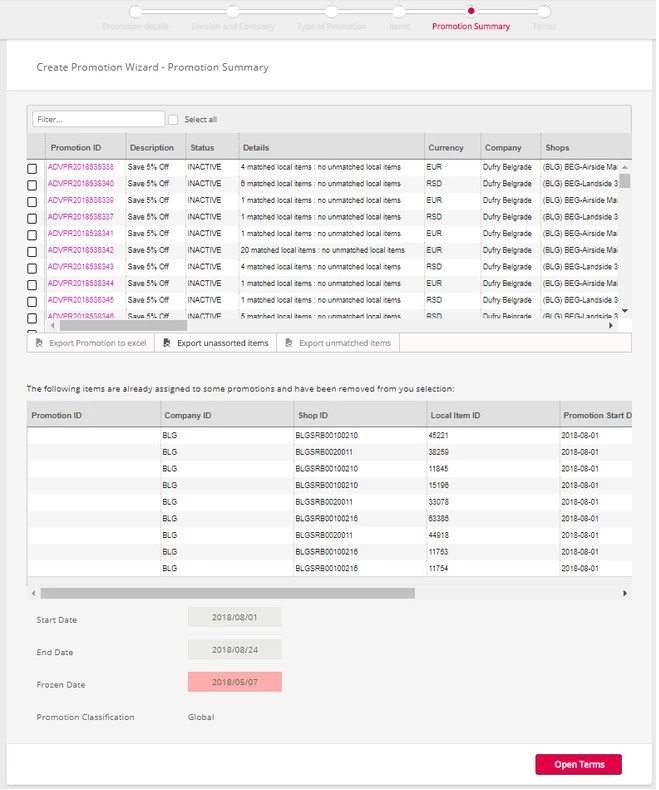 Promotion details Division and Company Type of Promotion Items Promotion Summary Terms
Create Promotion Wizard - Promotion Summary
Filter... Select all
Promotion ID Description Status Details Currency Company Shops
ADVPR2018538338 Save 5% Off INACTIVE 4 matched local items : no unmatched local items EUR Dufry Belgrade (BLG) BEG-Airside Mai
ADVPR2018538340 Save 5% Off INACTIVE 6 matched local items : no unmatched local items RSD Dufry Belgrade (BLG) BEG-Landside 3
ADVPR2018538339 Save 5% Off INACTIVE 1 matched local items : no unmatched local items EUR Dufry Belgrade (BLG) BEG-Airside Mai
ADVPR2018538337 Save 5% Off INACTIVE 1 matched local items : no unmatched local items RSD Dufry Belgrade (BLG) BEG-Landside 3
ADVPR2018538341 Save 5% Off INACTIVE 1 matched local items : no unmatched local items EUR Dufry Belgrade (BLG) BEG-Airside Mai
ADVPR2018538342 Save 5% Off INACTIVE 20 matched local items : no unmatched local items EUR Dufry Belgrade (BLG) BEG-Airside Mai
ADVPR2018538343 Save 5% Off INACTIVE 4 matched local items : no unmatched local items RSD Dufry Belgrade (BLG) BEG-Landside 3
ADVPR2018538344 Save 5% Off INACTIVE 1 matched local items : no unmatched local items EUR Dufry Belgrade (BLG) BEG-Airside Mai
ADVPR2018538345 Save 5% Off INACTIVE 1 matched local items : no unmatched local items RSD Dufry Belgrade (BLG) BEG-Landside 3
ADVPR2018538346 Save 5% Off INACTIVE 6 matched local items : no unmatched local items RSD Dufry Belgrade (BLG) BEG-Landside 3
Export Promotion to excel Export unassorted items Export unmatched items
The following items are already assigned to some promotions and have been removed from you selection:
Promotion ID Company ID Shop ID Local Item ID Promotion Start D
BLG BLGSRB00100210 45221 2018-08-01
BLG BLGSRB0020011 38259 2018-08-01
BLG BLGSRB00100210 11845 2018-08-01
BLG BLGSRB00100210 15196 2018-08-01
BLG BLGSRB0020011 33078 2018-08-01
BLG BLGSRB00100216 63386 2018-08-01
BLG BLGSRB0020011 44918 2018-08-01
BLG BLGSRB00100216 11753 2018-08-01
BLG BLGSRB00100216 11754 2018-08-01
Start Date 2018/08/01
End Date 2018/08/24
Frozen Date 2018/05/07
Promotion Classification Global
Open Terms